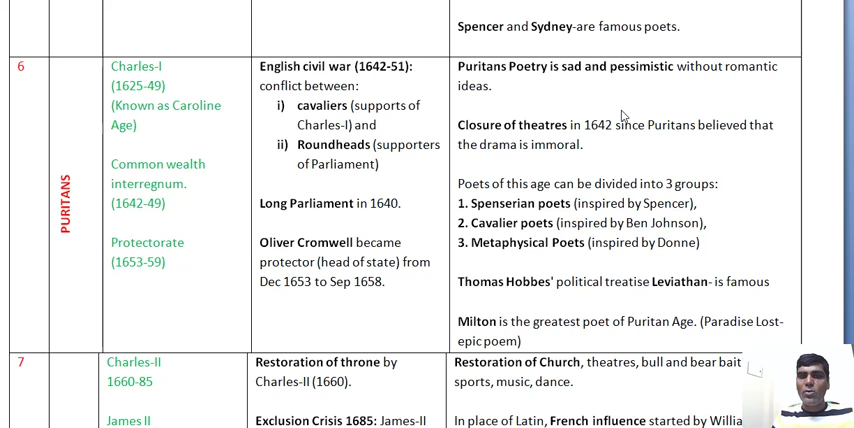 Spencer and Sydney-are famous poets.
6
PURITANS
Charles-I
(1625-49)
(Known as Caroline
Age)
Common wealth
interregnum.
(1642-49)
Protectorate
(1653-59)
English civil war (1642-51):
conflict between:
i) cavaliers (supports of
Charles-I) and
ii) Roundheads (supporters
of Parliament)
Long Parliament in 1640.
Oliver Cromwell became
protector (head of state) from
Dec 1653 to Sep 1658.
Puritans Poetry is sad and pessimistic without romantic
ideas.
Closure of theatres in 1642 since Puritans believed that
the drama is immoral.
Poets of this age can be divided into 3 groups:
1. Spenserian poets (inspired by Spencer),
2. Cavalier poets (inspired by Ben Johnson),
3. Metaphysical Poets (inspired by Donne)
Thomas Hobbes' political treatise Leviathan- is famous
Milton is the greatest poet of Puritan Age. (Paradise Lost-
epic poem)
7
Charles-II
1660-85
James II
Restoration of throne by
Charles-II (1660).
Exclusion Crisis 1685: James-II
Restoration of Church, theatres, bull and bear bait
sports, music, dance.
In place of Latin, French influence started by Willia